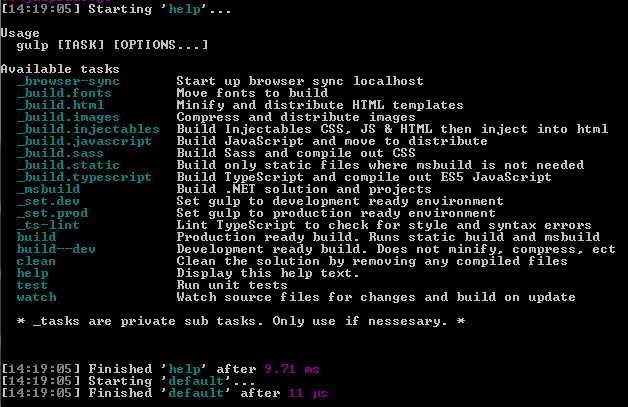 [14:19:05] Starting 'help'...
Usage
gulp [TASK] [OPTIONS...]
Available tasks
_browser-sync Start up browser sync localhost
_build.fonts Move fonts to build
_build.html Minify and distribute HTML templates
_build.images Compress and distribute images
_build.injectables Build Injectables CSS, JS & HTML then inject into html
_build.javascript Build JavaScript and move to distribute
_build.sass Build Sass and compile out CSS
_build.static Build only static files where msbuild is not needed
_build.typescript Build TypeScript and compile out ES5 JavaScript
_msbuild Build .NET solution and projects
_set.dev Set gulp to development ready environment
_set.prod Set gulp to production ready environment
_ts-lint Lint TypeScript to check for style and syntax errors
build Production ready build. Runs static build and msbuild
build--dev Development ready build. Does not minify, compress, ect
clean Clean the solution by removing any compiled files
help Display this help text.
test Run unit tests
watch Watch source files for changes and build on update
* _tasks are private sub tasks. Only use if nessesary. *
[14:19:05] Finished 'help' after 9.71 ms
[14:19:05] Starting 'default'...
[14:19:05] Finished 'default' after 11 μs